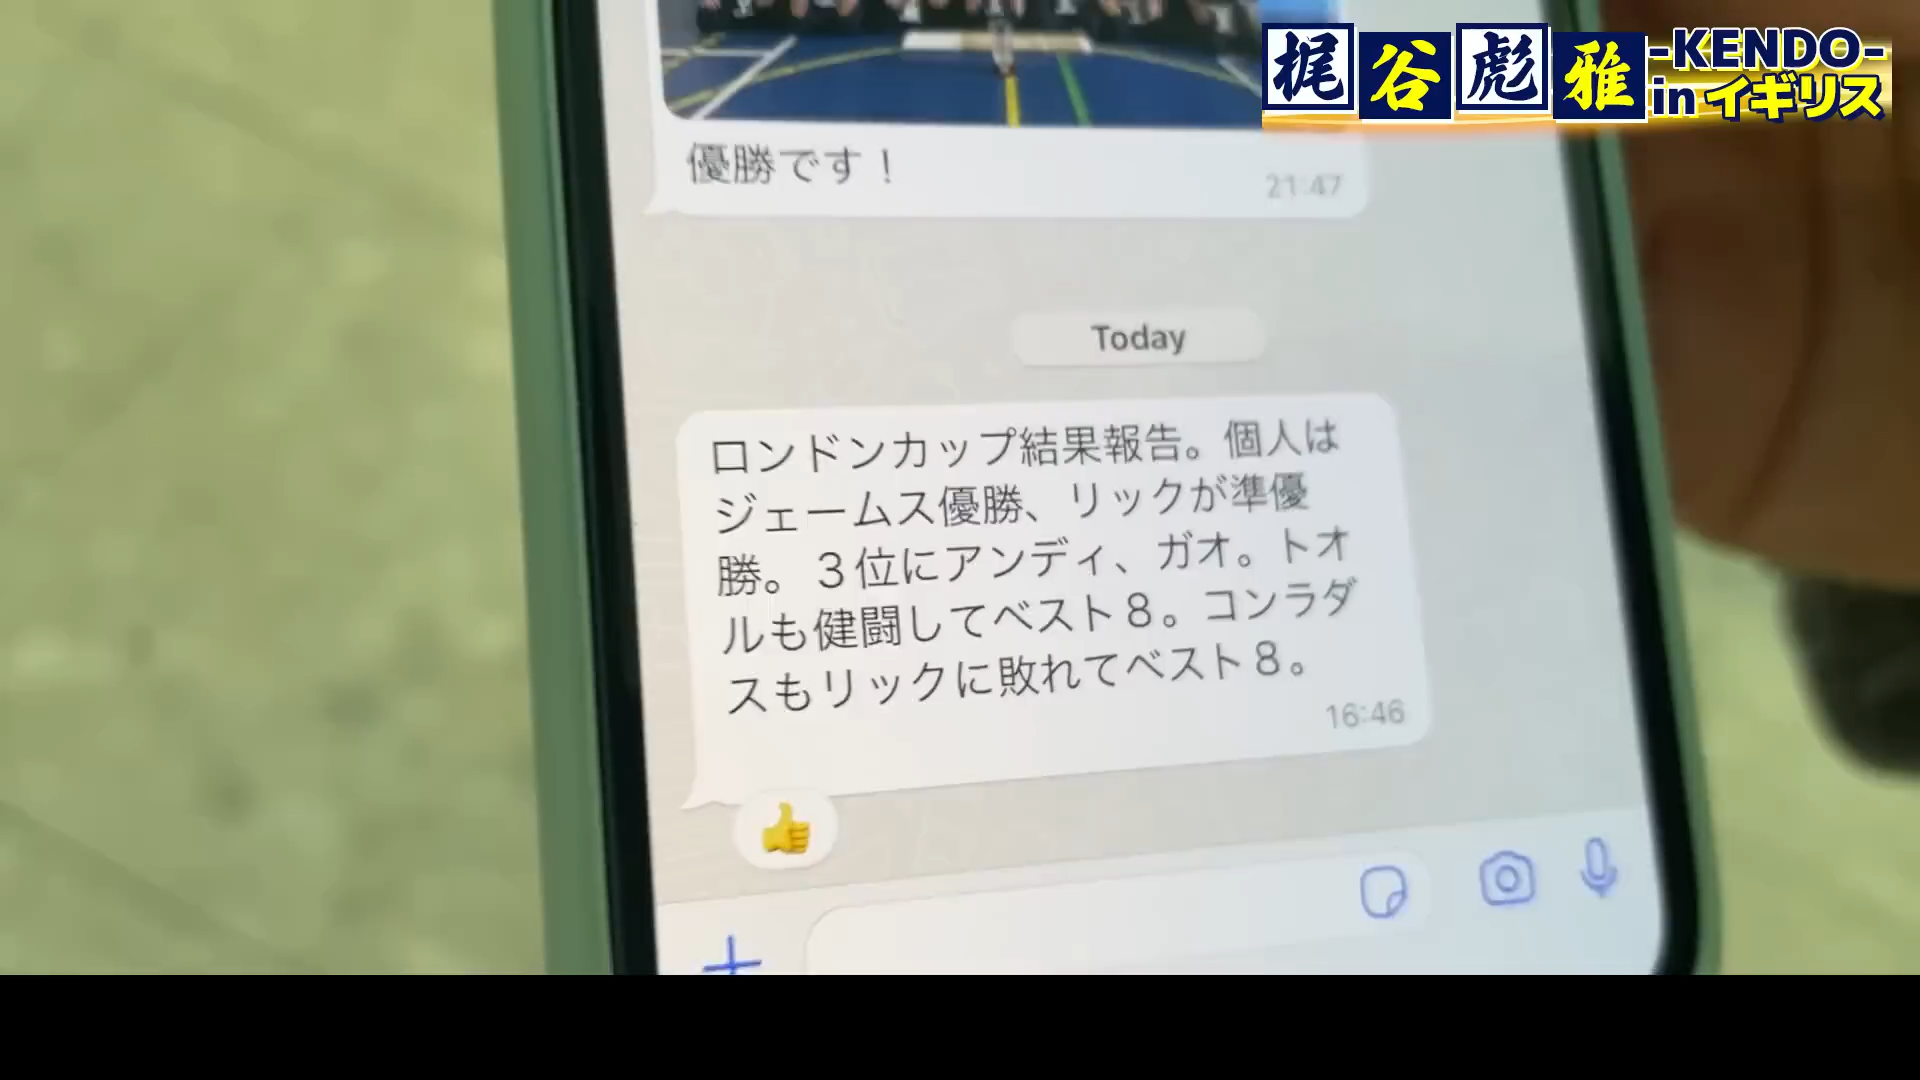 梶谷彪雅-KENDO-
inイギリス
優勝です！
21:47
Today
ロンドンカップ結果報告。個人は
ジェームス優勝、リックが準優
勝。３位にアンディ、ガオ。トオ
ルも健闘してベスト８。コンラダ
スもリックに敗れてベスト８。
16:46